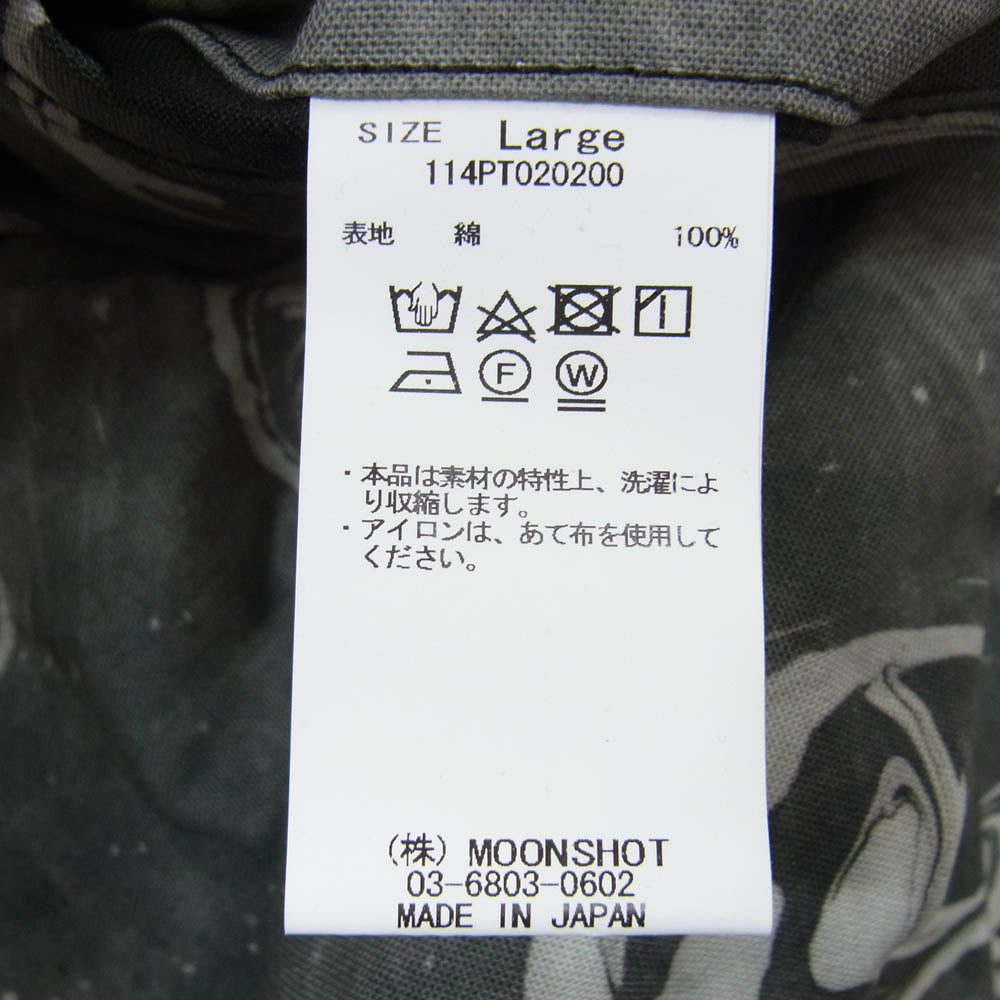 SIZE Large
114PT020200
表地 綿 100%
F W
・本品は素材の特性上、洗濯によ
り収縮します。
・アイロンは、あて布を使用して
ください。
(株) MOONSHOT
03-6803-0602
MADE IN JAPAN